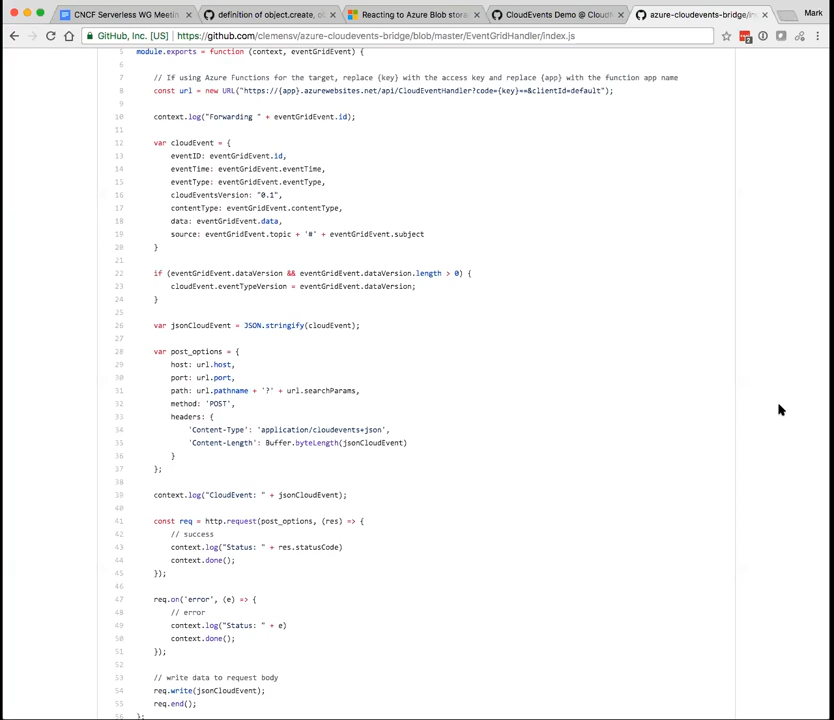 CNCF Serverless WG Meetin
definition of object.create, o
Reacting to Azure Blob stora
CloudEvents Demo @ CloudN
azure-cloudevents-bridge/in
Mark
GitHub, Inc. [US] https://github.com/clemensv/azure-cloudevents-bridge/blob/master/EventGridHandler/index.js
5 module.exports = function (context, eventGridEvent) {
6
7 // If using Azure Functions for the target, replace {key} with the access key and replace {app} with the function app name
8 const url = new URL("https://{app}.azurewebsites.net/api/CloudEventHandler?code={key}==&clientId=default");
9
10 context.log("Forwarding " + eventGridEvent.id);
11
12 var cloudEvent = {
13 eventID: eventGridEvent.id,
14 eventTime: eventGridEvent.eventTime,
15 eventType: eventGridEvent.eventType,
16 cloudEventsVersion: "0.1",
17 contentType: eventGridEvent.contentType,
18 data: eventGridEvent.data,
19 source: eventGridEvent.topic + '#' + eventGridEvent.subject
20 }
21
22 if (eventGridEvent.dataVersion && eventGridEvent.dataVersion.length > 0) {
23 cloudEvent.eventTypeVersion = eventGridEvent.dataVersion;
24 }
25
26 var jsonCloudEvent = JSON.stringify(cloudEvent);
27
28 var post_options = {
29 host: url.host,
30 port: url.port,
31 path: url.pathname + '?' + url.searchParams,
32 method: 'POST',
33 headers: {
34 'Content-Type': 'application/cloudevents+json',
35 'Content-Length': Buffer.byteLength(jsonCloudEvent)
36 }
37 };
38
39 context.log("CloudEvent: " + jsonCloudEvent);
40
41 const req = http.request(post_options, (res) => {
42 // success
43 context.log("Status: " + res.statusCode)
44 context.done();
45 });
46
47 req.on('error', (e) => {
48 // error
49 context.log("Status: " + e)
50 context.done();
51 });
52
53 // write data to request body
54 req.write(jsonCloudEvent);
55 req.end();
56 };